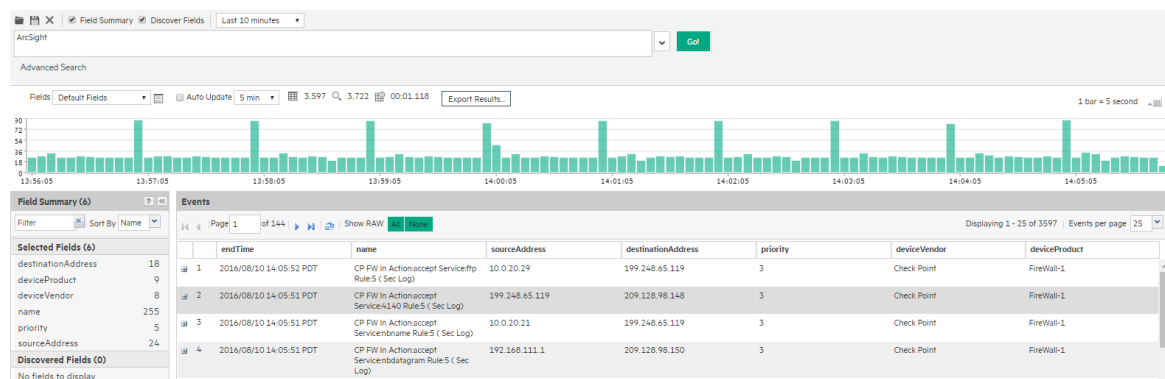 Field Summary Discover Fields Last 10 minutes
ArcSight
Go!
Advanced Search
Fields Default Fields Auto Update 5 min 3,597 3,722 00:01.118 Export Results...
1 bar = 5 second
90
72
54
36
18
0
13:56:05 13:57:05 13:58:05 13:59:05 14:00:05 14:01:05 14:02:05 14:03:05 14:04:05 14:05:05
Field Summary (6) ? «
Filter Sort By Name
Selected Fields (6)
destinationAddress 18
deviceProduct 9
deviceVendor 8
name 255
priority 5
sourceAddress 24
Discovered Fields (0)
No fields to display
Events
Page 1 of 144 Show RAW All None Displaying 1 - 25 of 3597 Events per page 25
endTime name sourceAddress destinationAddress priority deviceVendor deviceProduct
1 2016/08/10 14:05:52 PDT CP FW In Action:accept Service:ftp 10.0.20.29 199.248.65.119 3 Check Point FireWall-1
Rule:5 ( Sec Log)
2 2016/08/10 14:05:51 PDT CP FW In Action:accept 199.248.65.119 209.128.98.148 3 Check Point FireWall-1
Service:4140 Rule:5 ( Sec Log)
3 2016/08/10 14:05:51 PDT CP FW In Action:accept 10.0.20.21 199.248.65.119 3 Check Point FireWall-1
Service:nbname Rule:5 ( Sec Log)
4 2016/08/10 14:05:51 PDT CP FW In Action:accept 192.168.111.1 209.128.98.150 3 Check Point FireWall-1
Service:nbdatagram Rule:5 ( Sec
Log)